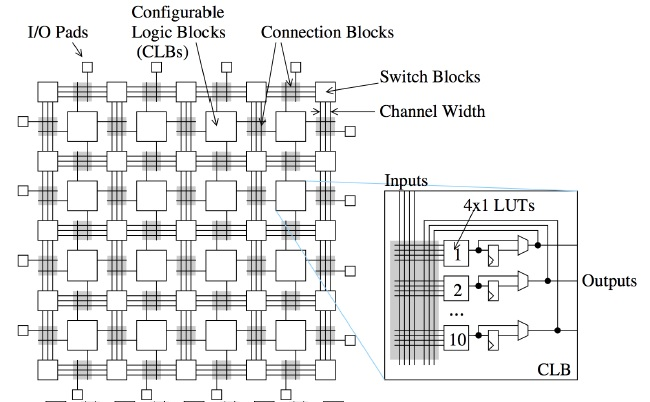 Configurable
I/O Pads
Logic Blocks
Connection Blocks
(CLBs)
Switch Blocks
Channel Width
Inputs
4x1 LUTs
1
2
...
10
Outputs
CLB